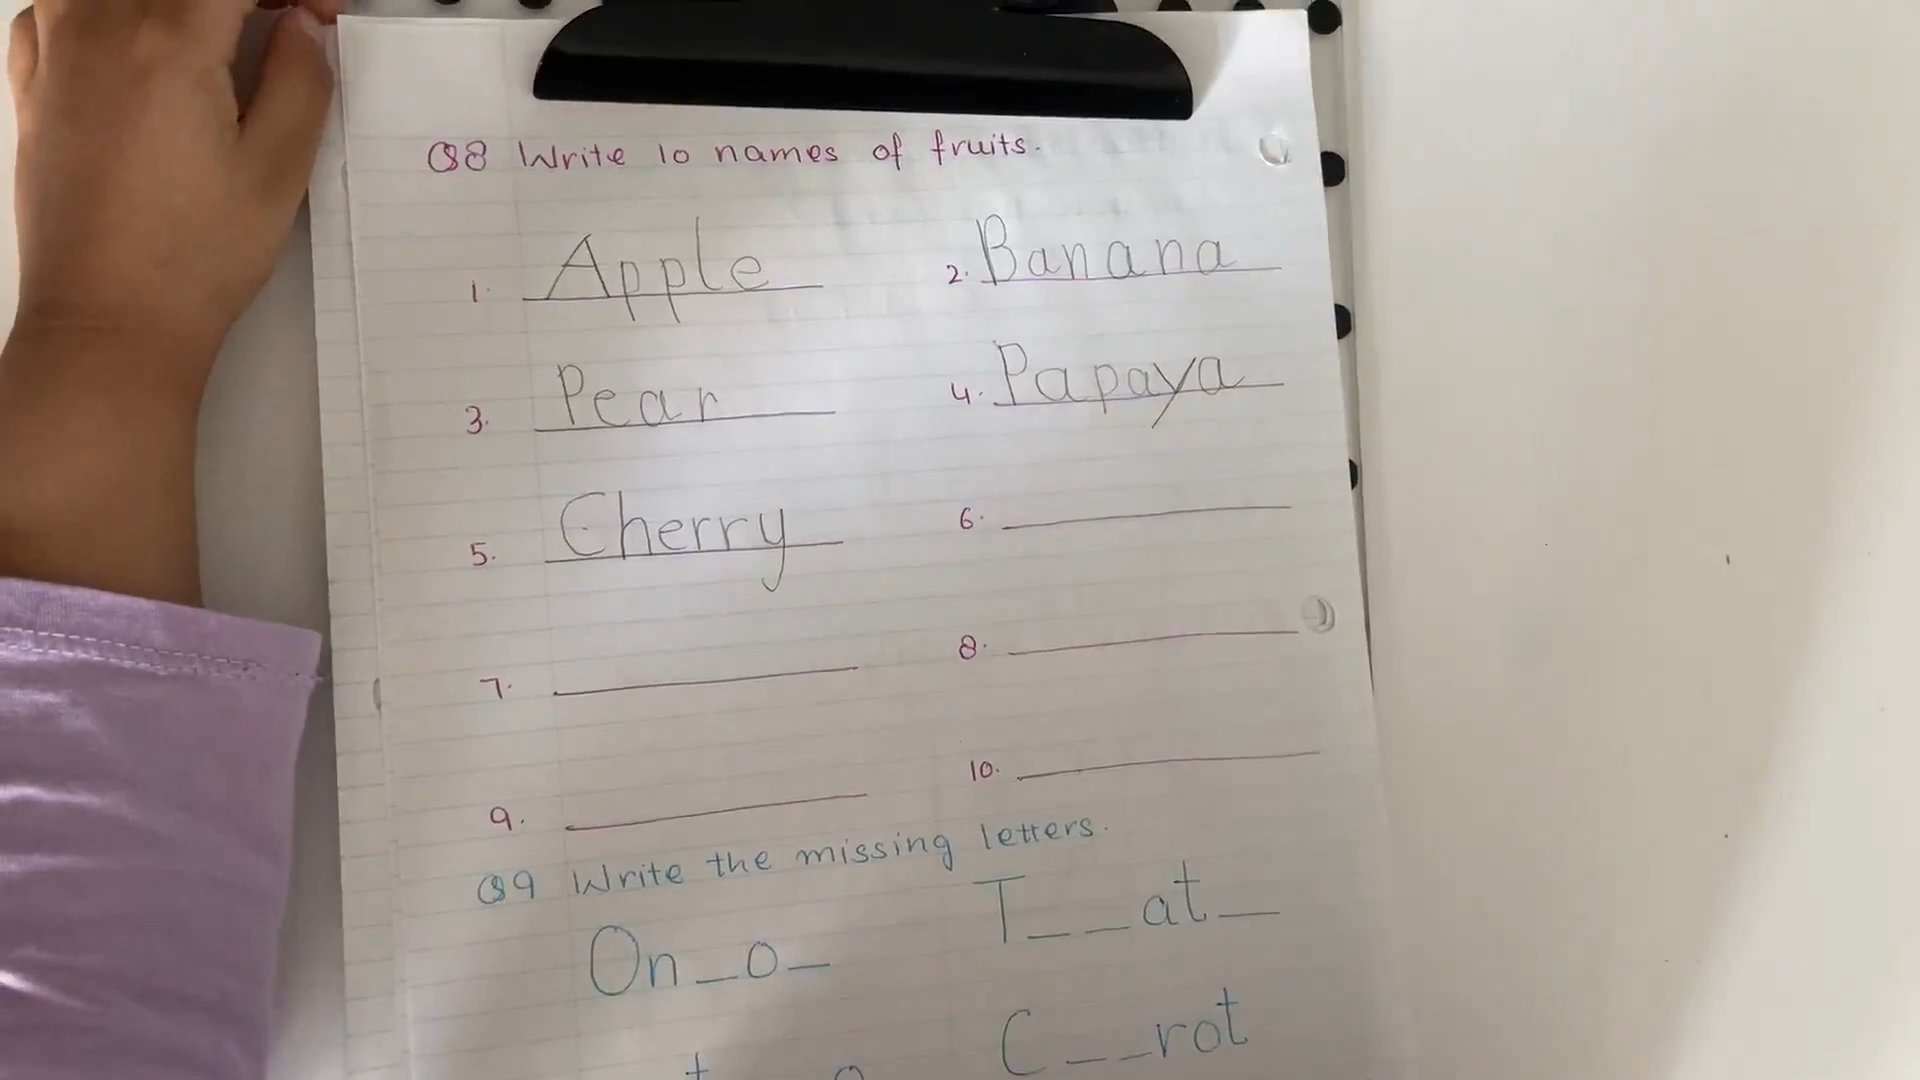 Q8 Write 10 names of fruits.
1. Apple 2. Banana
3. Pear 4. Papaya
5. Cherry 6.
7. 8.
9. 10.
Q9 Write the missing letters.
On_o_ T__at_
C__rot